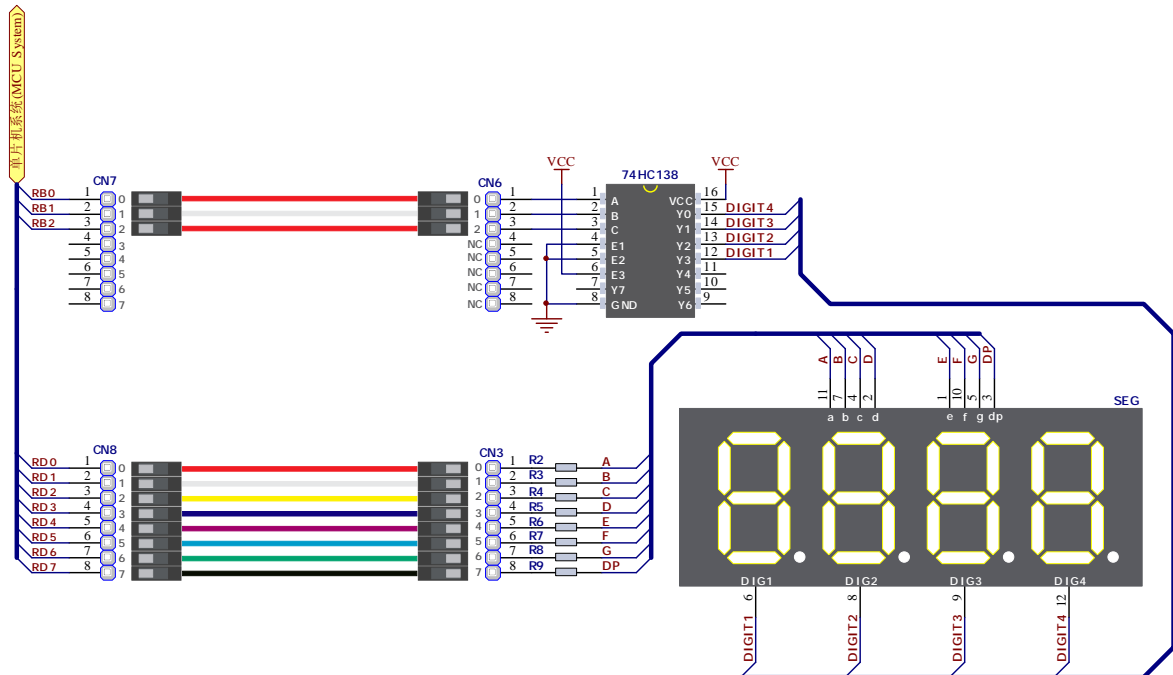 单片机系统(MCU System)
VCC VCC
74HC138
CN7 CN6
RB0 1 0 0 1 1 A VCC 16
RB1 2 1 1 2 2 B Y0 15 DIGIT4
RB2 3 2 2 3 3 C Y1 14 DIGIT3
4 3 NC 4 4 E1 Y2 13 DIGIT2
5 4 NC 5 5 E2 Y3 12 DIGIT1
6 5 NC 6 6 E3 Y4 11
7 6 NC 7 7 Y7 Y5 10
8 7 NC 8 8 GND Y6 9
A B C D E F G DP
11 7 4 2 1 10 5 3
a b c d e f g dp
SEG
CN8 CN3
RD0 1 0 0 1 R2 A
RD1 2 1 1 2 R3 B
RD2 3 2 2 3 R4 C
RD3 4 3 3 4 R5 D
RD4 5 4 4 5 R6 E
RD5 6 5 5 6 R7 F
RD6 7 6 6 7 R8 G
RD7 8 7 7 8 R9 DP
DIG1 DIG2 DIG3 DIG4
6 8 9 12
DIGIT1 DIGIT2 DIGIT3 DIGIT4